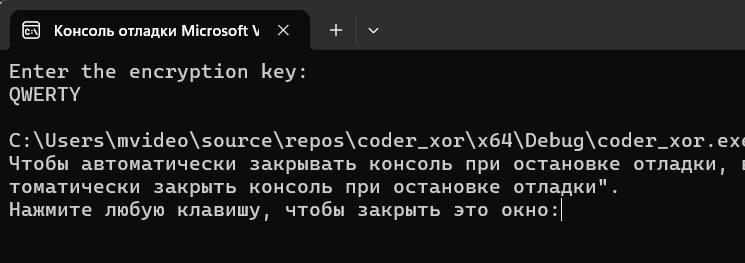 Консоль отладки Microsoft V
Enter the encryption key:
QWERTY
C:\Users\mvideo\source\repos\coder_xor\x64\Debug\coder_xor.exe
Чтобы автоматически закрывать консоль при остановке отладки,
томатически закрыть консоль при остановке отладки".
Нажмите любую клавишу, чтобы закрыть это окно: